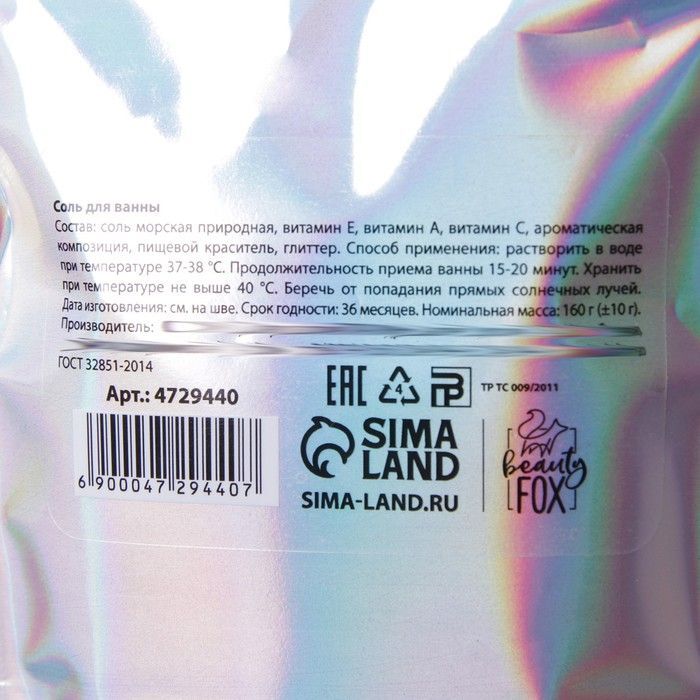 Соль для ванны
Состав: соль морская природная, витамин Е, витамин А, витамин С, ароматическая
композиция, пищевой краситель, глиттер. Способ применения: растворить в воде
при температуре 37-38 °С. Продолжительность приема ванны 15-20 минут. Хранить
при температуре не выше 40 °С. Беречь от попадания прямых солнечных лучей.
Дата изготовления: см. на шве. Срок годности: 36 месяцев. Номинальная масса: 160 г (±10 г).
Производитель:
ГОСТ 32851-2014
Арт.: 4729440
6 900047 294407
EAC 4 TP TC 009/2011
SIMA
LAND
SIMA-LAND.RU
beauty
FOX